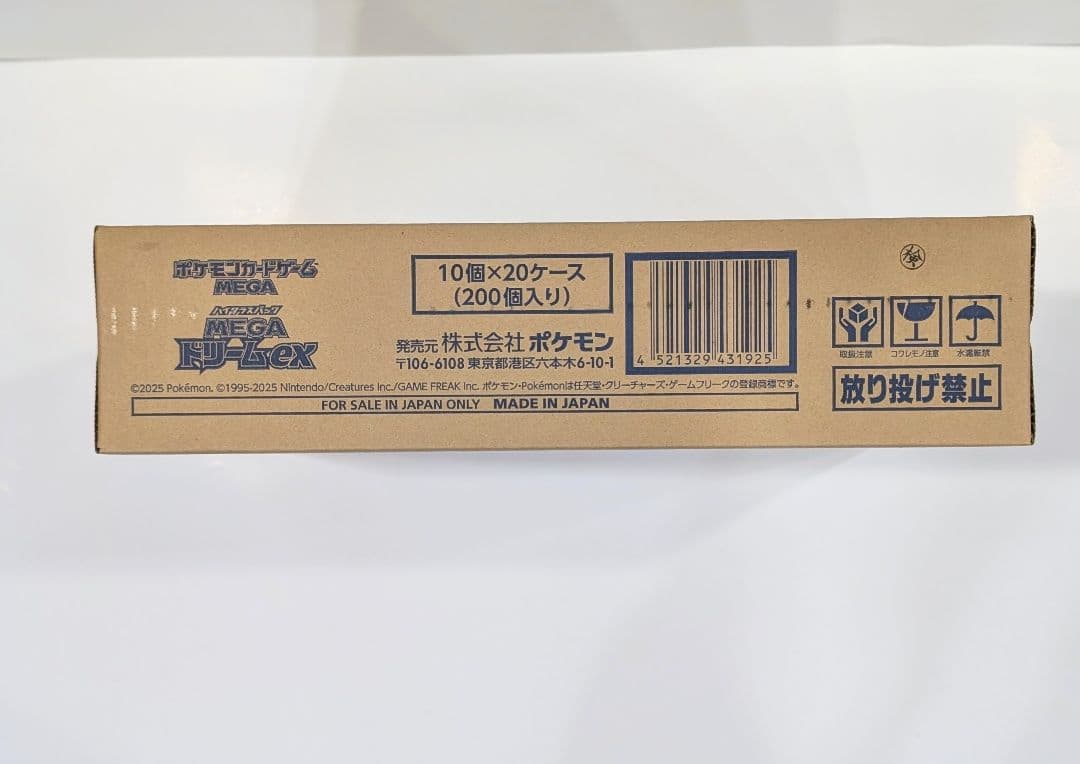 ポケモンカードゲーム
MEGA
ハイクラスパック
MEGA
ドリームex
10個×20ケース
(200個入り)
発売元 株式会社 ポケモン
〒106-6108 東京都港区六本木6-10-1
4 521329 431925
取扱注意
コワレモノ注意
水濡厳禁
放り投げ禁止
©2025 Pokémon. ©1995-2025 Nintendo/Creatures Inc./GAME FREAK Inc. ポケモン・Pokémonは任天堂・クリーチャーズ・ゲームフリークの登録商標です。
FOR SALE IN JAPAN ONLY MADE IN JAPAN